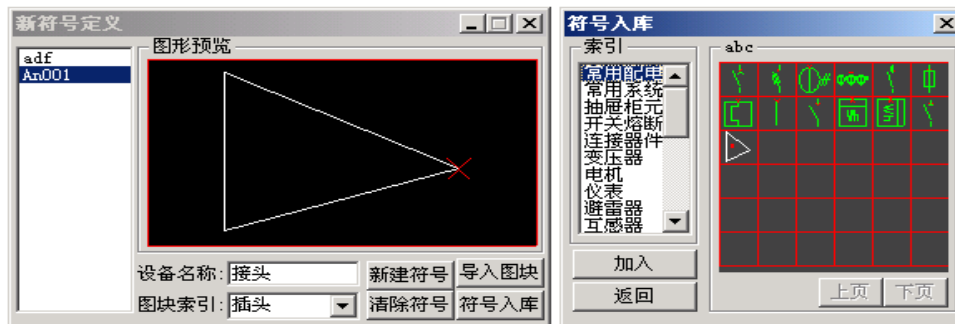 新符号定义
adf
An001
图形预览
设备名称:
接头
新建符号
导入图块
图块索引:
插头
清除符号
符号入库
符号入库
索引
常用配电
常用系统
抽屉柜元
开关熔断
连接器件
变压器
电机
仪表
避雷器
互感器
加入
返回
abc
Wh
上页
下页